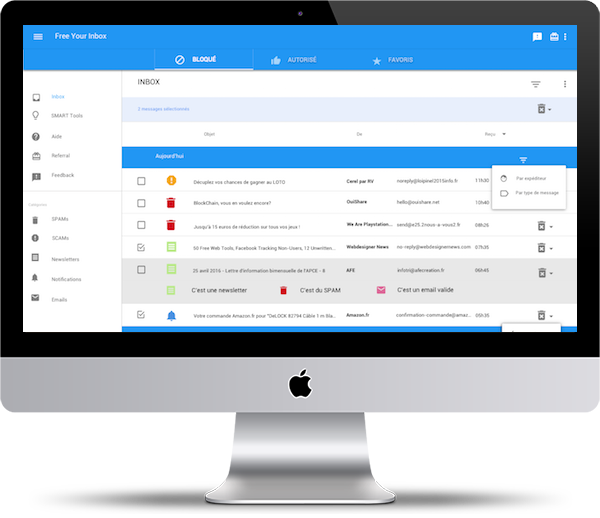 Free Your Inbox
BLOQUÉ
AUTORISÉ
FAVORIS
INBOX
Inbox
SMART Tools
Aide
Referral
Feedback
Catégories
SPAMs
SCAMs
Newsletters
Notifications
Emails
3 messages sélectionnés
Objet De Reçu
Aujourd'hui
Par expéditeur
Par type de message
Décuplez vos chances de gagner au LOTO Carel par RV noreply@loipinel2015info.fr 11h30
BlockChain, vous en voulez encore? OuiShare hello@ouishare.net 10h40
Jusqu'à 15 euros de réduction sur tous vos jeux ! We Are Playstation... send@e25.2nous-a-vous2.fr 08h25
50 Free Web Tools, Facebook Tracking Non-Users, 12 Unwritten... Webdesigner News no-reply@webdesignernews.com 07h35
25 avril 2016 - Lettre d'information bimensuelle de l'APCE - B AFE infotri@afecreation.fr 06h45
C'est une newsletter C'est du SPAM C'est un email valide
Votre commande Amazon.fr pour "DeLOCK 82794 Câble 1 m Bla... Amazon.fr confirmation-commande@amaz... 05h35